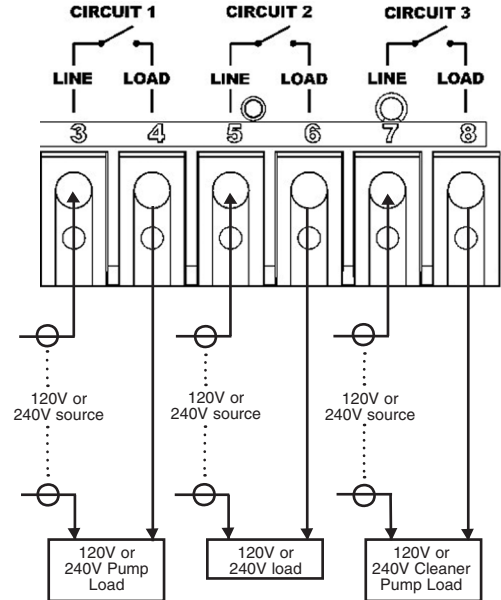 CIRCUIT 1 CIRCUIT 2 CIRCUIT 3
LINE LOAD LINE LOAD LINE LOAD
3 4 5 6 7 8
120V or
240V source
120V or
240V source
120V or
240V source
120V or
240V Pump
Load
120V or
240V load
120V or
240V Cleaner
Pump Load